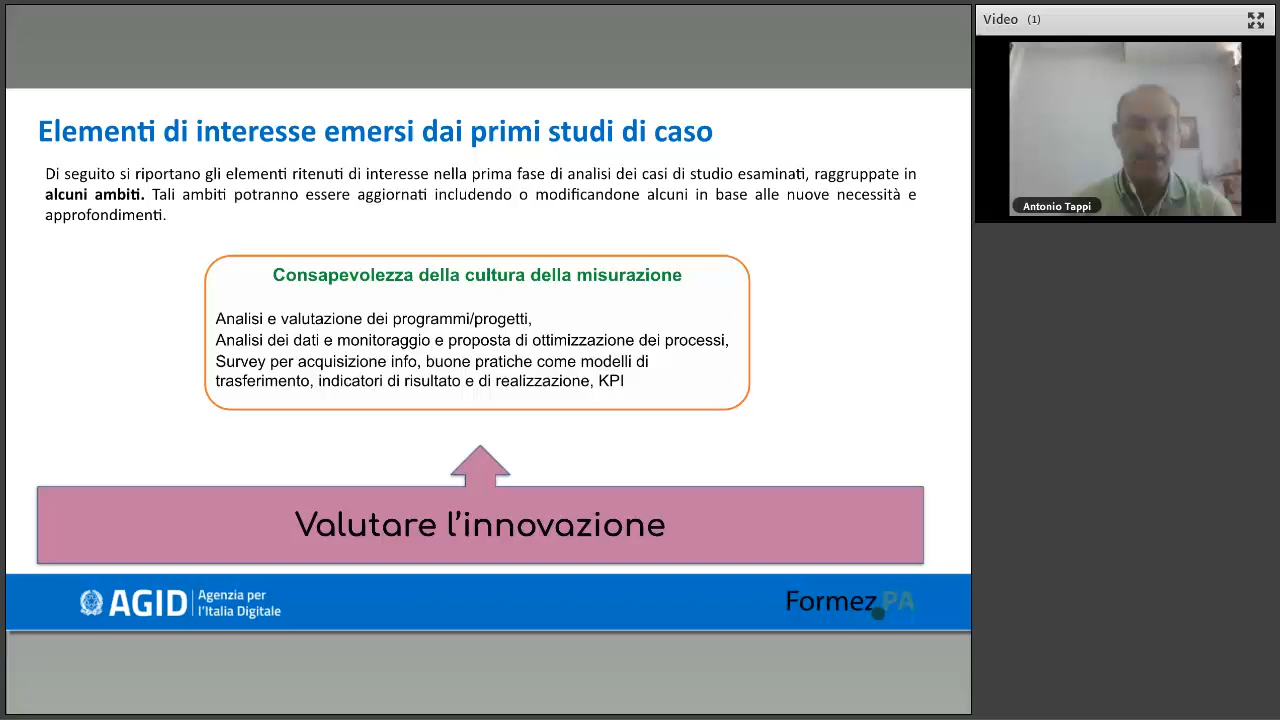 Video (1)
Antonio Tappi
Elementi di interesse emersi dai primi studi di caso
Di seguito si riportano gli elementi ritenuti di interesse nella prima fase di analisi dei casi di studio esaminati, raggruppate in
alcuni ambiti. Tali ambiti potranno essere aggiornati includendo o modificandone alcuni in base alle nuove necessità e
approfondimenti.
Consapevolezza della cultura della misurazione
Analisi e valutazione dei programmi/progetti,
Analisi dei dati e monitoraggio e proposta di ottimizzazione dei processi,
Survey per acquisizione info, buone pratiche come modelli di
trasferimento, indicatori di risultato e di realizzazione, KPI
Valutare l’innovazione
AGID
Agenzia per
l’Italia Digitale
Formez PA